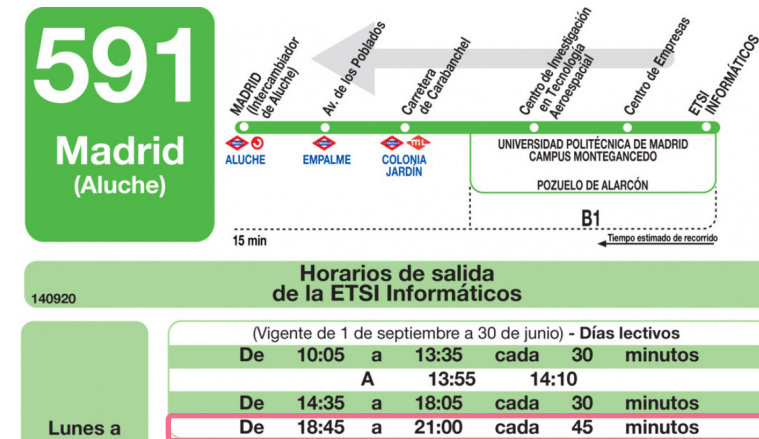 591
Madrid
(Aluche)
MADRID
(Intercambiador
de Aluche)
Av. de los Poblados
Carretera
de Carabanchel
Centro de Investigación
en Tecnología
Aeroespacial
Centro de Empresas
ETSI
INFORMÁTICOS
ALUCHE
EMPALME
COLONIA
JARDÍN
UNIVERSIDAD POLITÉCNICA DE MADRID
CAMPUS MONTEGANCEDO
POZUELO DE ALARCÓN
B1
15 min
Tiempo estimado de recorrido
Horarios de salida
de la ETSI Informáticos
140920
(Vigente de 1 de septiembre a 30 de junio) - Días lectivos
De 10:05 a 13:35 cada 30 minutos
A 13:55 14:10
De 14:35 a 18:05 cada 30 minutos
Lunes a
De 18:45 a 21:00 cada 45 minutos